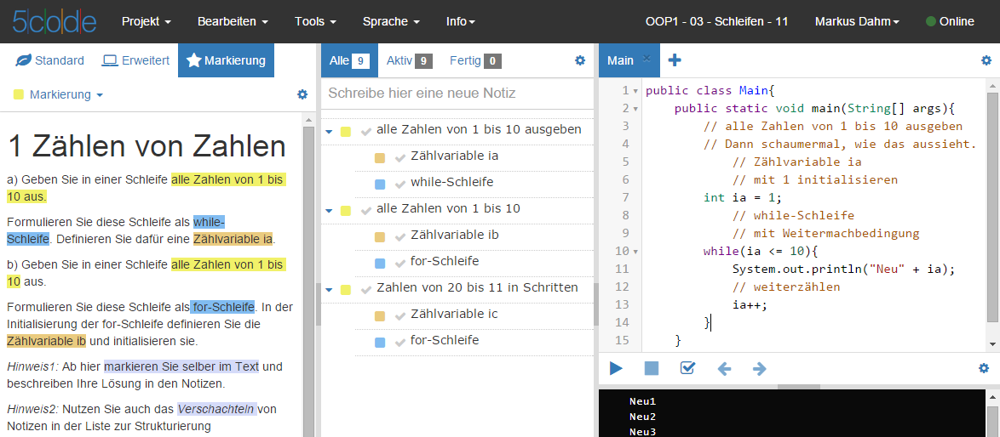 5|c|o|d|e
Projekt
Bearbeiten
Tools
Sprache
Info
OOP1 - 03 - Schleifen - 11
Markus Dahm
Online
Standard
Erweitert
Markierung
Markierung
1 Zählen von Zahlen
a) Geben Sie in einer Schleife alle Zahlen von 1 bis
10 aus.
Formulieren Sie diese Schleife als while-
Schleife. Definieren Sie dafür eine Zählvariable ia.
b) Geben Sie in einer Schleife alle Zahlen von 1 bis
10 aus.
Formulieren Sie diese Schleife als for-Schleife. In der
Initialisierung der for-Schleife definieren Sie die
Zählvariable ib und initialisieren sie.
Hinweis1: Ab hier markieren Sie selber im Text und
beschreiben Ihre Lösung in den Notizen.
Hinweis2: Nutzen Sie auch das Verschachteln von
Notizen in der Liste zur Strukturierung
Alle 9
Aktiv 9
Fertig 0
Schreibe hier eine neue Notiz
alle Zahlen von 1 bis 10 ausgeben
Zählvariable ia
while-Schleife
alle Zahlen von 1 bis 10
Zählvariable ib
for-Schleife
Zahlen von 20 bis 11 in Schritten
Zählvariable ic
for-Schleife
Main
1 public class Main{
2 public static void main(String[] args){
3 // alle Zahlen von 1 bis 10 ausgeben
4 // Dann schaumermal, wie das aussieht.
5 // Zählvariable ia
6 // mit 1 initialisieren
7 int ia = 1;
8 // while-Schleife
9 // mit Weitermachbedingung
10 while(ia <= 10){
11 System.out.println("Neu" + ia);
12 // weiterzählen
13 ia++;
14 }
15 }
Neu1
Neu2
Neu3